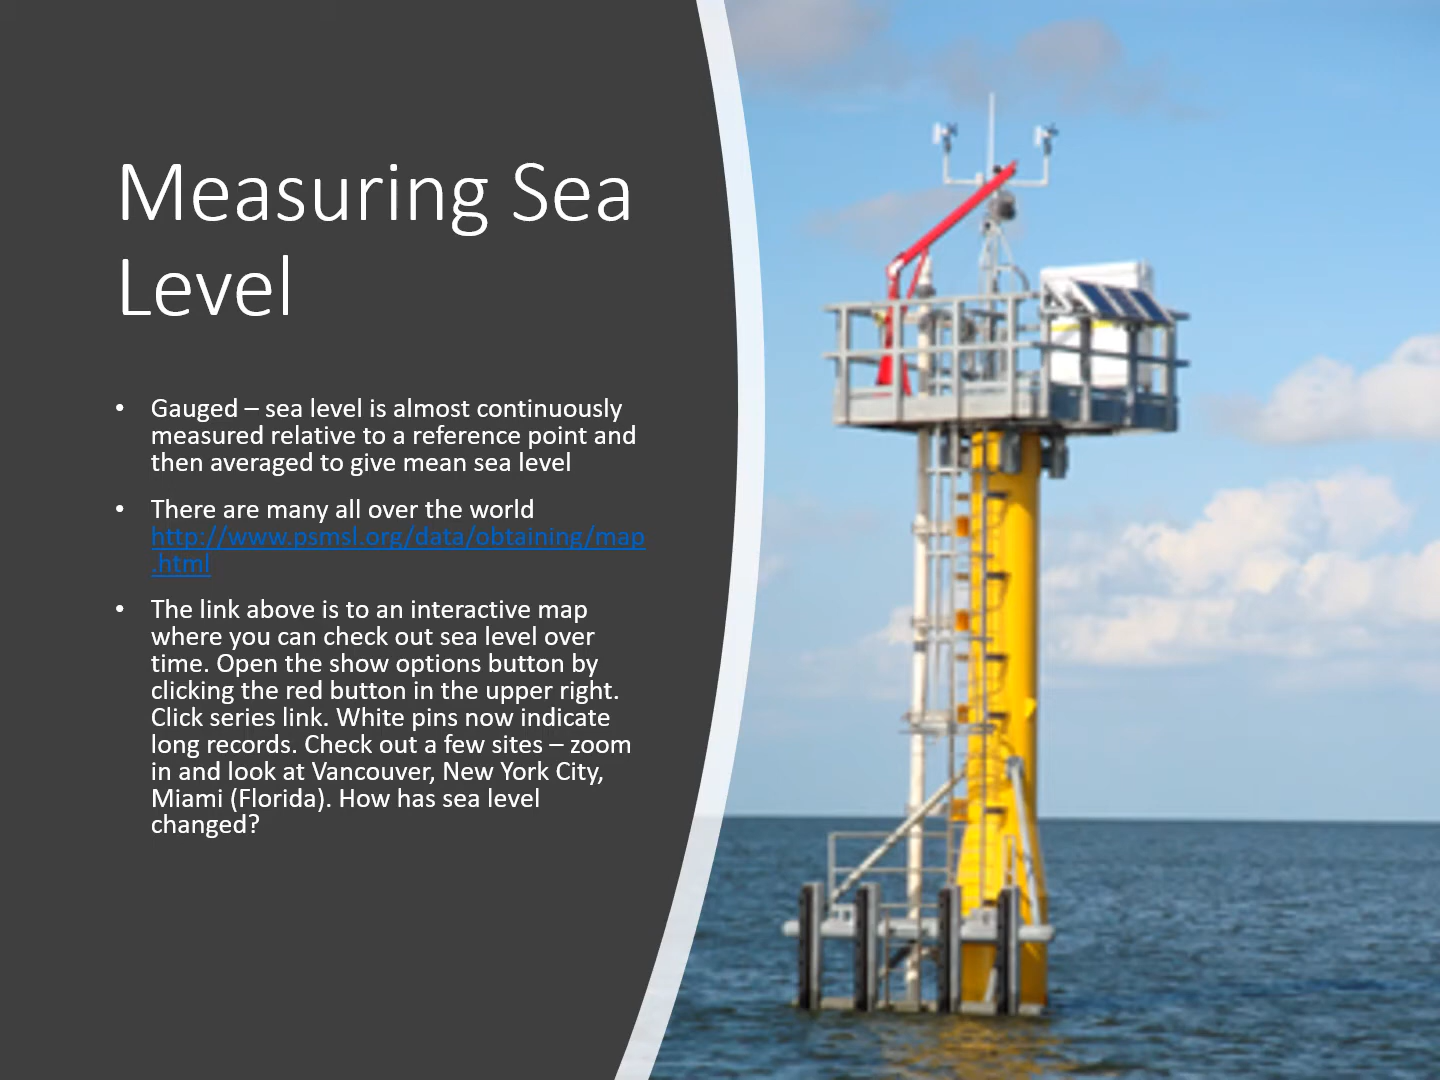 Measuring Sea
Level
• Gauged – sea level is almost continuously
measured relative to a reference point and
then averaged to give mean sea level
• There are many all over the world
http://www.psmsl.org/data/obtaining/map
.html
• The link above is to an interactive map
where you can check out sea level over
time. Open the show options button by
clicking the red button in the upper right.
Click series link. White pins now indicate
long records. Check out a few sites – zoom
in and look at Vancouver, New York City,
Miami (Florida). How has sea level
changed?